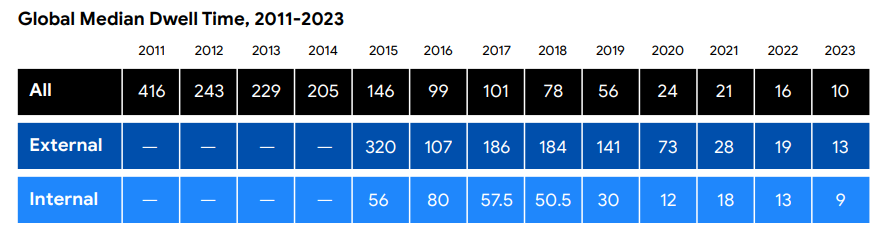 Global Median Dwell Time, 2011-2023
2011 2012 2013 2014 2015 2016 2017 2018 2019 2020 2021 2022 2023
All 416 243 229 205 146 99 101 78 56 24 21 16 10
External — — — — 320 107 186 184 141 73 28 19 13
Internal — — — — 56 80 57.5 50.5 30 12 18 13 9